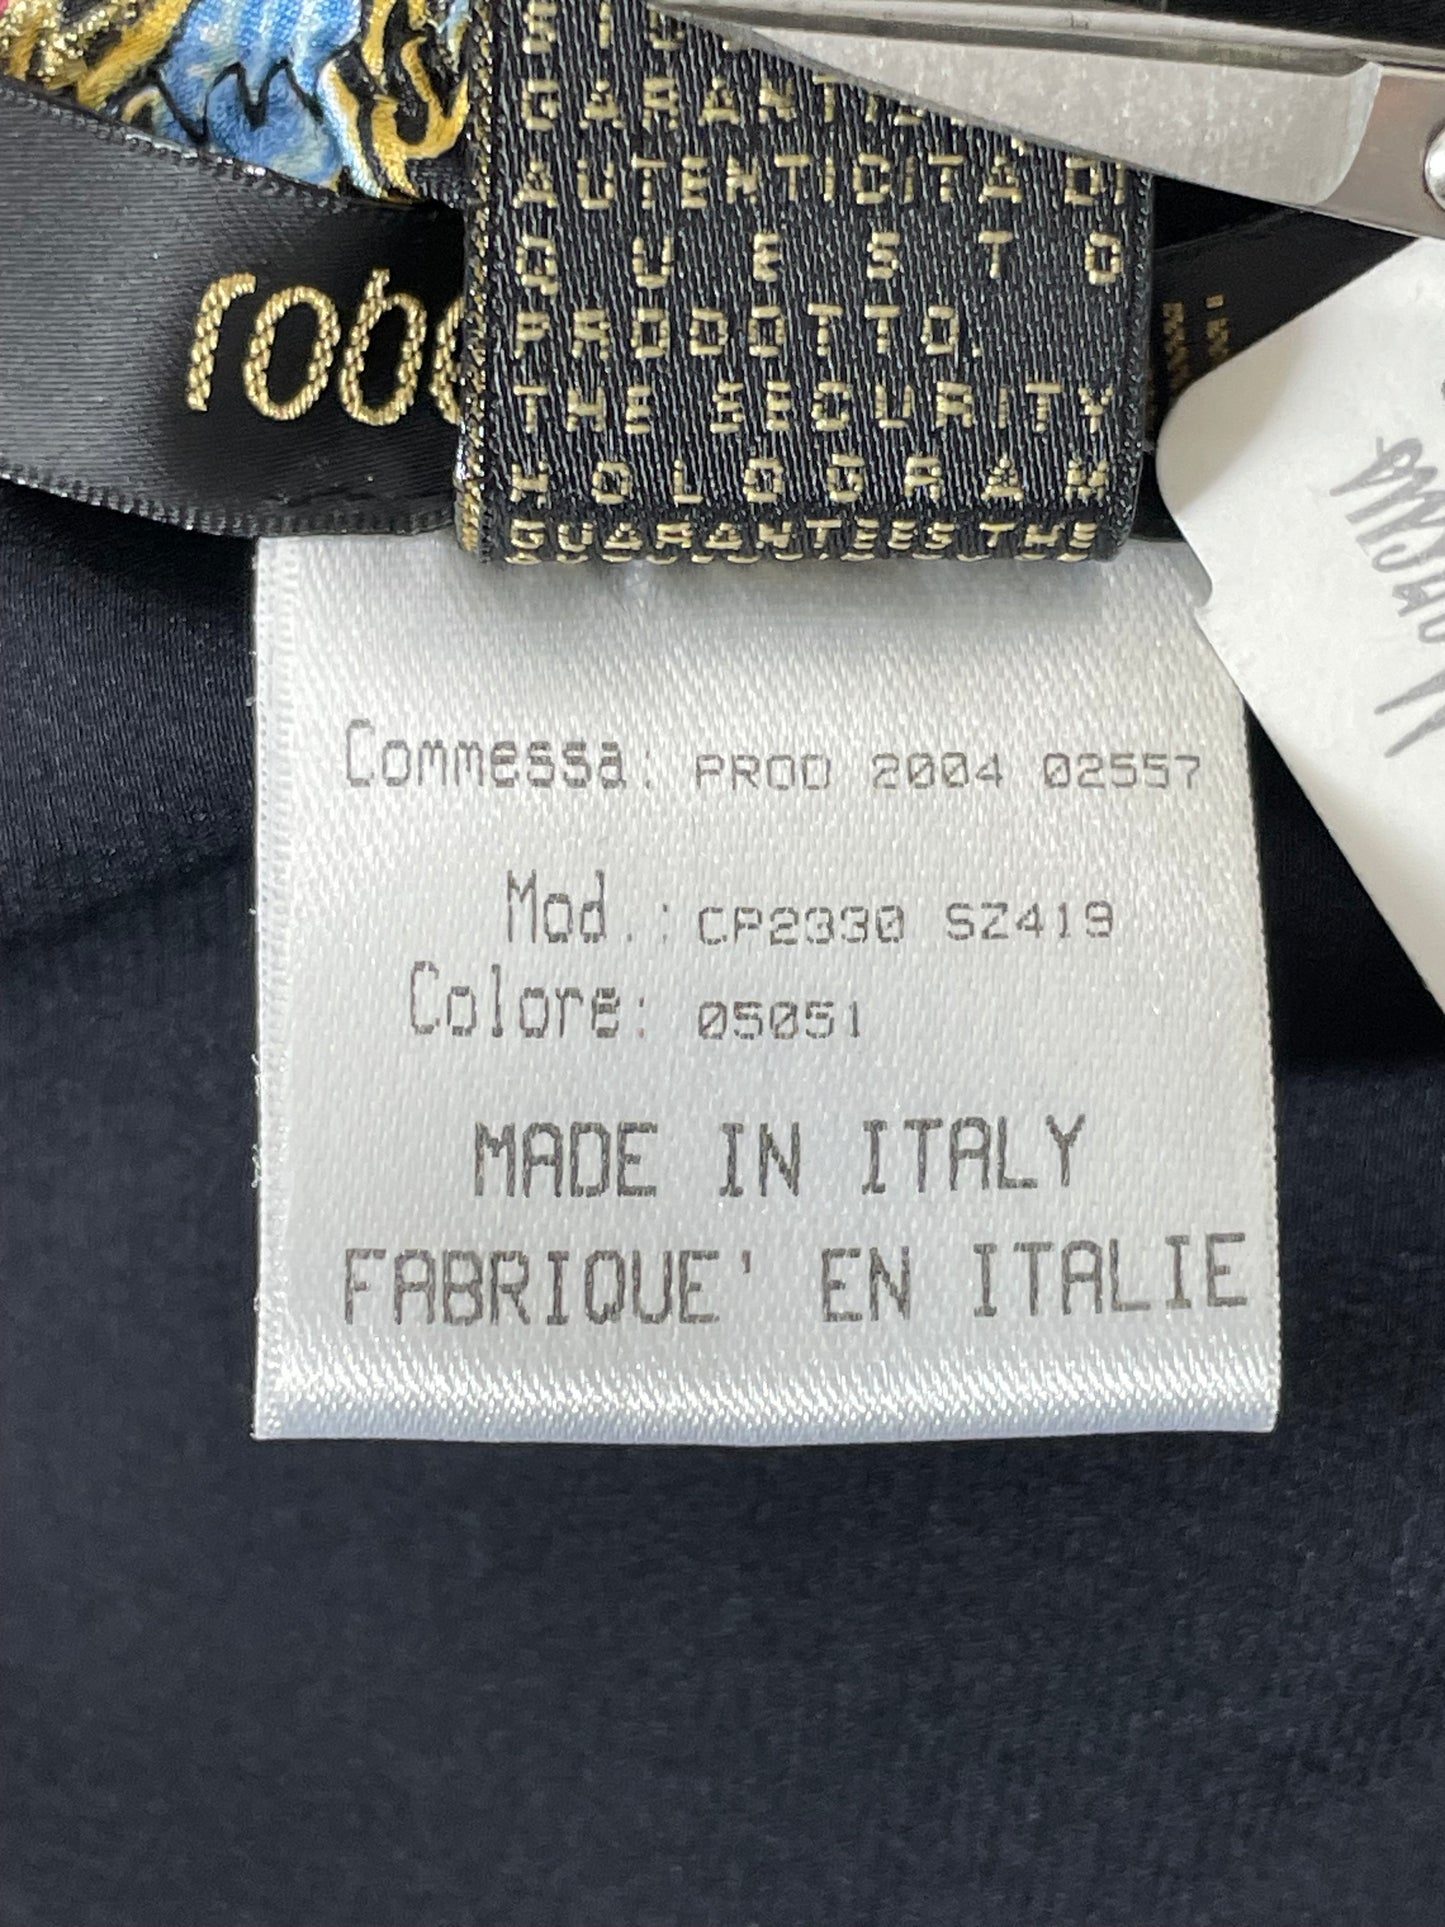 GARANTI
AUTENTICITA' DI
QUESTO
PRODOTTO.
THE SECURITY
HOLOGRAM
GUARANTEES THE
robe
Commessa: PROD 2004 02557
Mod.: CP2330 SZ419
Colore: 05051
MADE IN ITALY
FABRIQUE' EN ITALIE